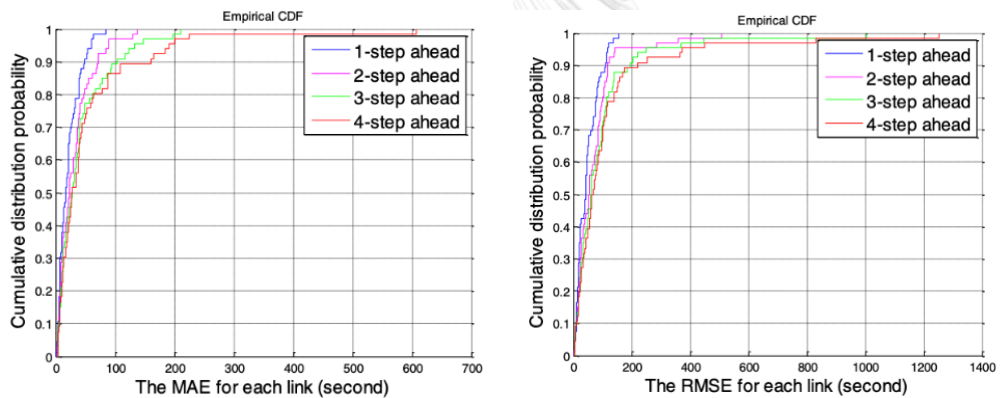 Empirical CDF
1
0.9
0.8
0.7
0.6
0.5
0.4
0.3
0.2
0.1
0
Cumulative distribution probability
1-step ahead
2-step ahead
3-step ahead
4-step ahead
0 100 200 300 400 500 600 700
The MAE for each link (second)
Empirical CDF
1
0.9
0.8
0.7
0.6
0.5
0.4
0.3
0.2
0.1
0
Cumulative distribution probability
1-step ahead
2-step ahead
3-step ahead
4-step ahead
0 200 400 600 800 1000 1200 1400
The RMSE for each link (second)